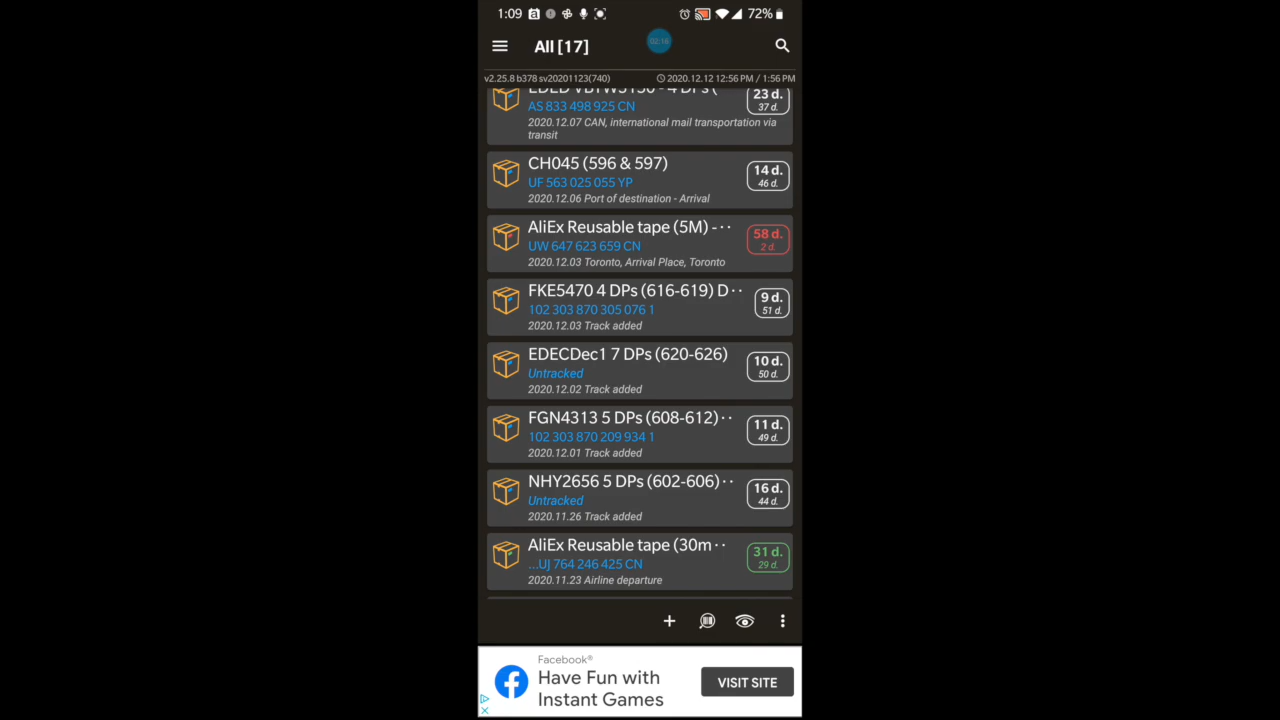 1:09
72%
All [17]
02:16
v2.25.8 b378 sv20201123(740)
2020.12.12 12:56 PM / 1:56 PM
EDED VBYW5150 - 4 DPs (
23 d.
AS 833 498 925 CN
37 d.
2020.12.07 CAN, international mail transportation via
transit
CH045 (596 & 597)
14 d.
UF 563 025 055 YP
46 d.
2020.12.06 Port of destination - Arrival
AliEx Reusable tape (5M) -··
58 d.
UW 647 623 659 CN
2 d.
2020.12.03 Toronto, Arrival Place, Toronto
FKE5470 4 DPs (616-619) D··
9 d.
102 303 870 305 076 1
51 d.
2020.12.03 Track added
EDECDec1 7 DPs (620-626)
10 d.
Untracked
50 d.
2020.12.02 Track added
FGN4313 5 DPs (608-612)··
11 d.
102 303 870 209 934 1
49 d.
2020.12.01 Track added
NHY2656 5 DPs (602-606)··
16 d.
Untracked
44 d.
2020.11.26 Track added
AliEx Reusable tape (30m··
31 d.
...UJ 764 246 425 CN
29 d.
2020.11.23 Airline departure
Facebook®
Have Fun with
Instant Games
VISIT SITE